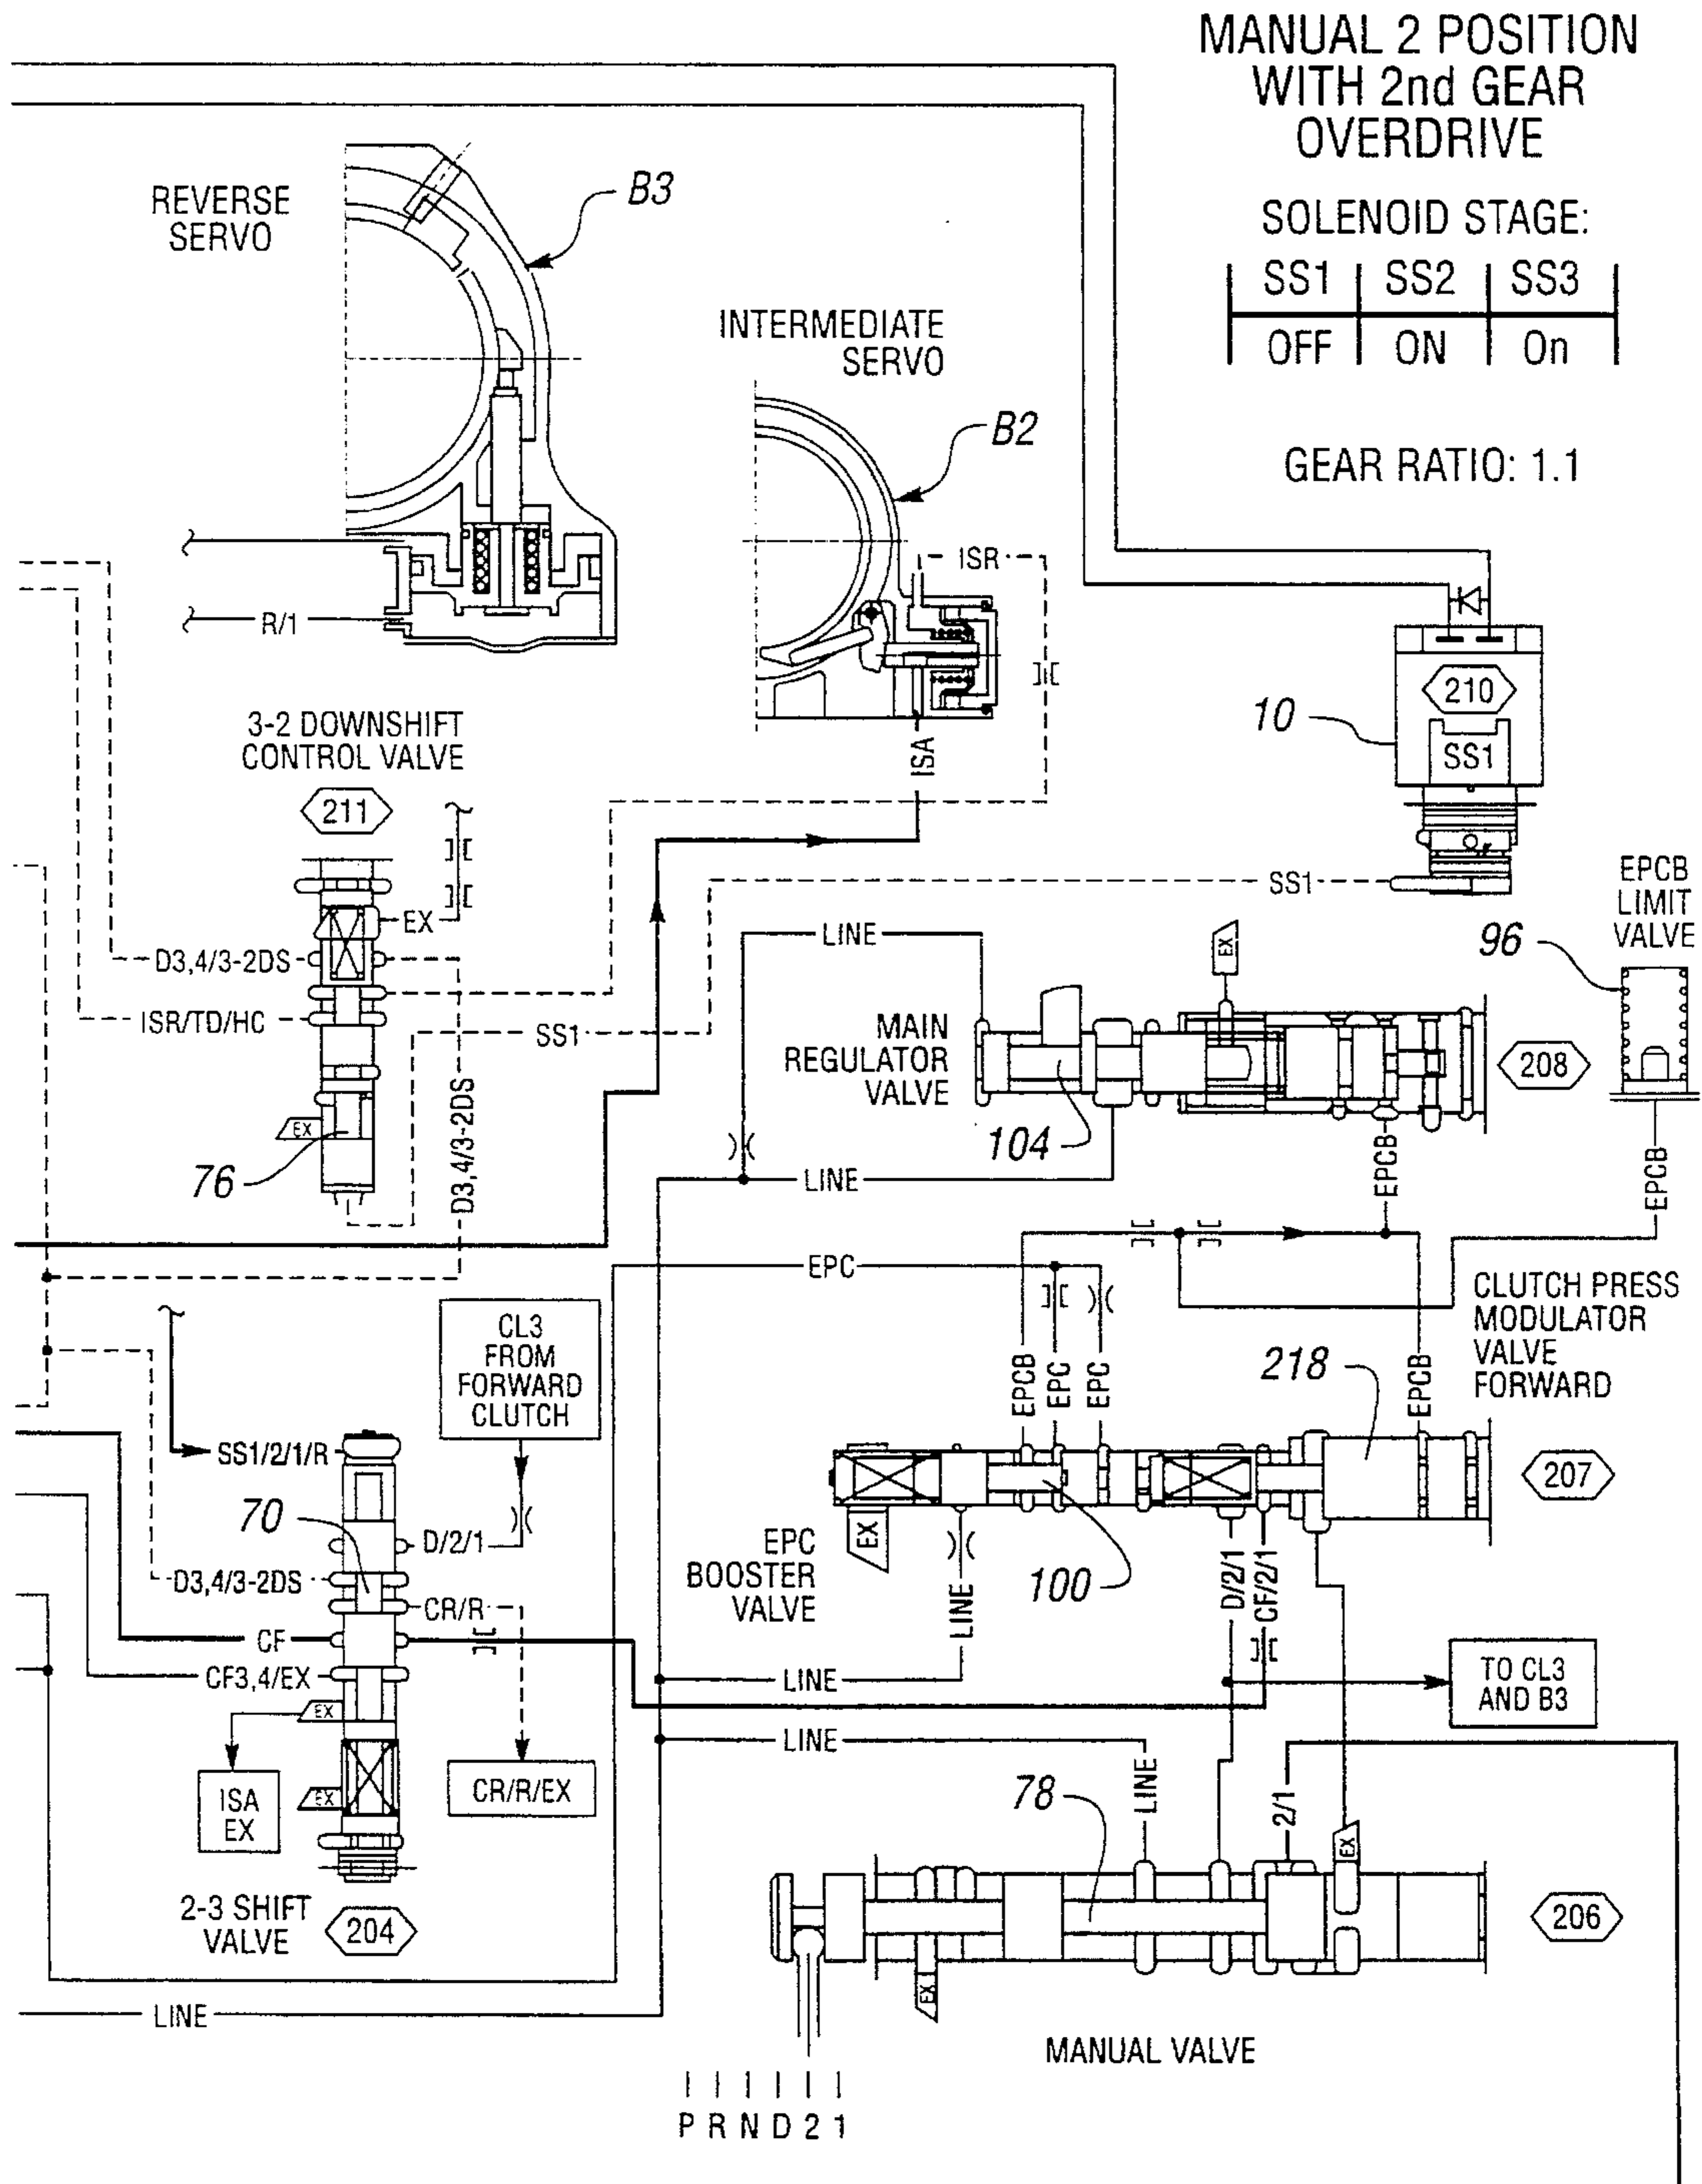 MANUAL 2 POSITION
WITH 2nd GEAR
OVERDRIVE
SOLENOID STAGE:
SS1 SS2 SS3
OFF ON On
GEAR RATIO: 1.1
REVERSE
SERVO
B3
INTERMEDIATE
SERVO
B2
ISR
R/1
210
10
SS1
3-2 DOWNSHIFT
CONTROL VALVE
211
ISA
EX
SS1
EPCB
LIMIT
VALVE
96
D3,4/3-2DS
LINE
EX
ISR/TD/HC
SS1
MAIN
REGULATOR
VALVE
208
D3,4/3-2DS
EX
76
104
LINE
EPCB
EPCB
EPC
CLUTCH PRESS
MODULATOR
VALVE
FORWARD
CL3
FROM
FORWARD
CLUTCH
EPCB
EPC
EPC
218
EPCB
SS1/2/1/R
207
70
D/2/1
EX
EPC
BOOSTER
VALVE
LINE
100
D/2/1
CF/2/1
D3,4/3-2DS
CR/R
CF
CF3,4/EX
LINE
TO CL3
AND B3
EX
LINE
ISA
EX
EX
CR/R/EX
78
LINE
2/1
EX
2-3 SHIFT
VALVE
204
206
EX
LINE
MANUAL VALVE
P R N D 2 1